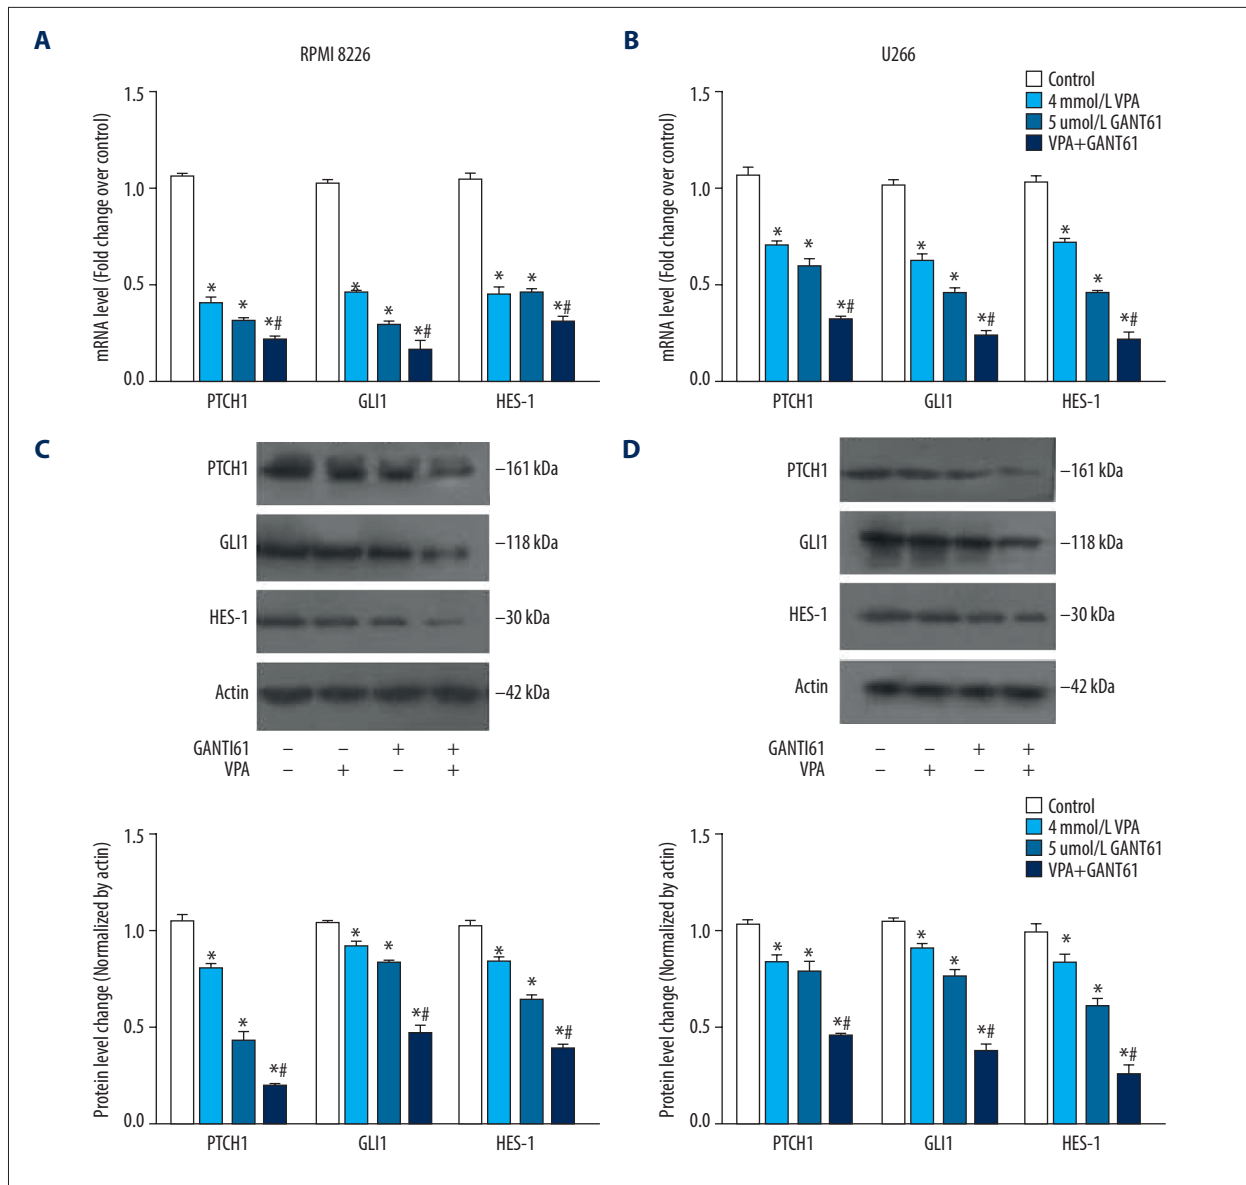 A
RPMI 8226
mRNA level (Fold change over control)
1.5
1.0
0.5
0.0
* * *#
* * *#
* * *#
PTCH1 GLI1 HES-1
B
U266
Control
4 mmol/L VPA
5 umol/L GANT61
VPA+GANT61
mRNA level (Fold change over control)
1.5
1.0
0.5
0.0
* * *#
* * *#
* * *#
PTCH1 GLI1 HES-1
C
PTCH1 –161 kDa
GLI1 –118 kDa
HES-1 –30 kDa
Actin –42 kDa
GANTI61 – – + +
VPA – + – +
Protein level change (Normalized by actin)
1.5
1.0
0.5
0.0
* * *#
* * *#
* * *#
PTCH1 GLI1 HES-1
D
PTCH1 –161 kDa
GLI1 –118 kDa
HES-1 –30 kDa
Actin –42 kDa
GANTI61 – – + +
VPA – + – +
Control
4 mmol/L VPA
5 umol/L GANT61
VPA+GANT61
Protein level change (Normalized by actin)
1.5
1.0
0.5
0.0
* * *#
* * *#
* * *#
PTCH1 GLI1 HES-1